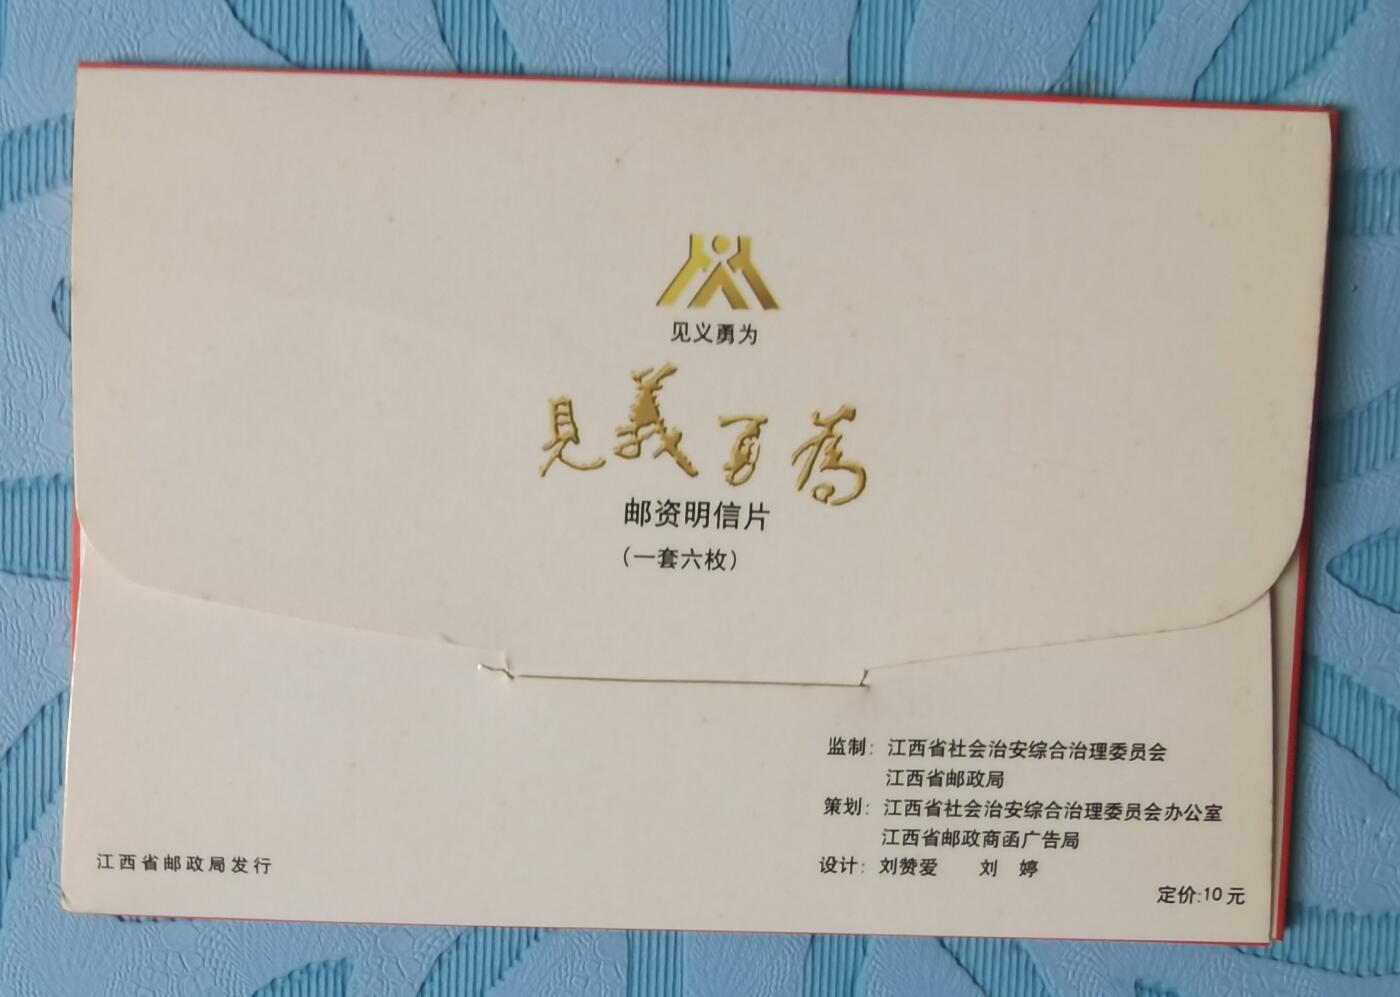 见义勇为
見義勇為
邮资明信片
（一套六枚）
监制：江西省社会治安综合治理委员会
江西省邮政局
策划：江西省社会治安综合治理委员会办公室
江西省邮政商函广告局
设计：刘赞爱 刘 婷
江西省邮政局发行
定价:10元